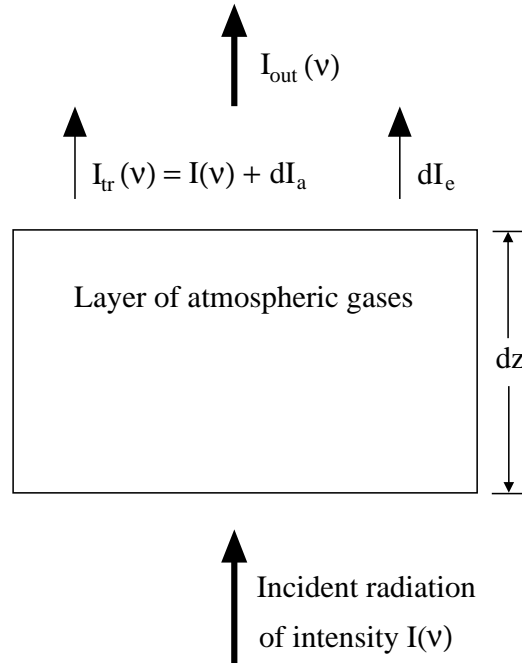 I_out (ν)
I_tr (ν) = I(ν) + dI_a
dI_e
Layer of atmospheric gases
dz
Incident radiation
of intensity I(ν)